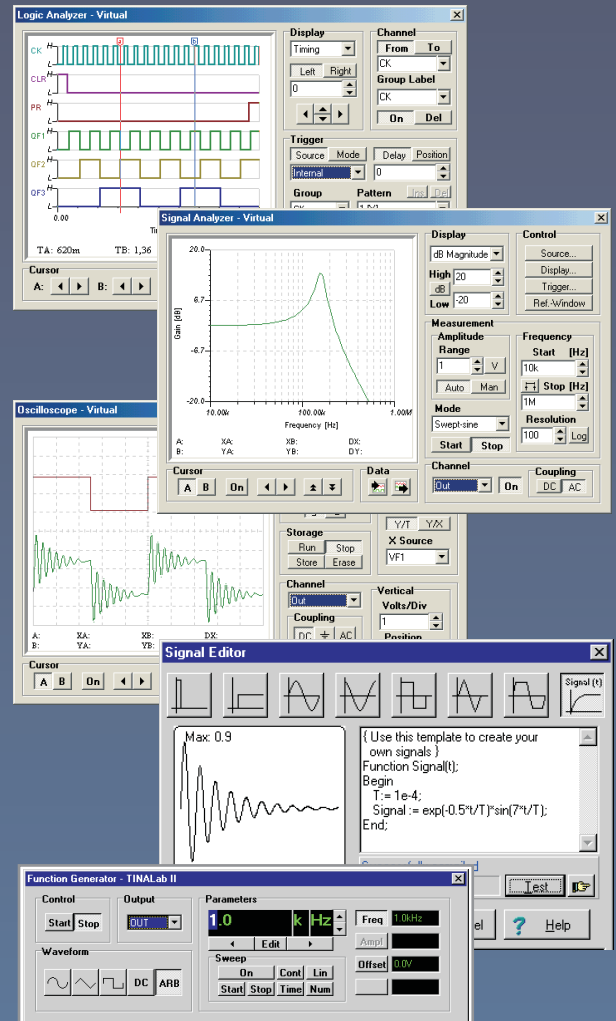 Logic Analyzer - Virtual
CK H L
CLR H L
PR H L
QF1 H L
QF2 H L
QF3 H L
a b
0.00
TA: 620m TB: 1,36
Cursor
A: B:
Display
Timing
Left Right
0
Channel
From To
CK
Group Label
CK
On Del
Trigger
Source Mode Delay Position
Internal 0
Group Pattern Ins Del
Signal Analyzer - Virtual
20.0
6.7
-6.7
-20.0
Gain [dB]
10.00k 100.00k 1.00M
Frequency [Hz]
A: XA: XB: DX:
B: YA: YB: DY:
Cursor
A B On
Data
Display
dB Magnitude
High 20
dB
Low -20
Control
Source...
Display...
Trigger...
Ref.-Window
Measurement
Amplitude
Range
1 V
Auto Man
Mode
Swept-sine
Start Stop
Frequency
Start [Hz]
10k
Stop [Hz]
1M
Resolution
100 Log
Channel
Out On
Coupling
DC AC
Oscilloscope - Virtual
A: XA: XB: DX:
B: YA: YB: DY:
Cursor
A B On
Storage
Run Stop
Store Erase
Y/T Y/X
X Source
VF1
Channel
Out
Coupling
DC AC
Vertical
Volts/Div
1
Position
Signal Editor
Signal (t)
Max: 0.9
{ Use this template to create your
own signals }
Function Signal(t);
Begin
T:= 1e-4;
Signal := exp(-0.5*t/T)*sin(7*t/T);
End;
Test
el
? Help
Function Generator - TINALab II
Control
Start Stop
Output
OUT
Waveform
DC ARB
Parameters
1.0 k Hz
Edit
Sweep
On Cont Lin
Start Stop Time Num
Freq 1.0kHz
Ampl
Offset 0.0V